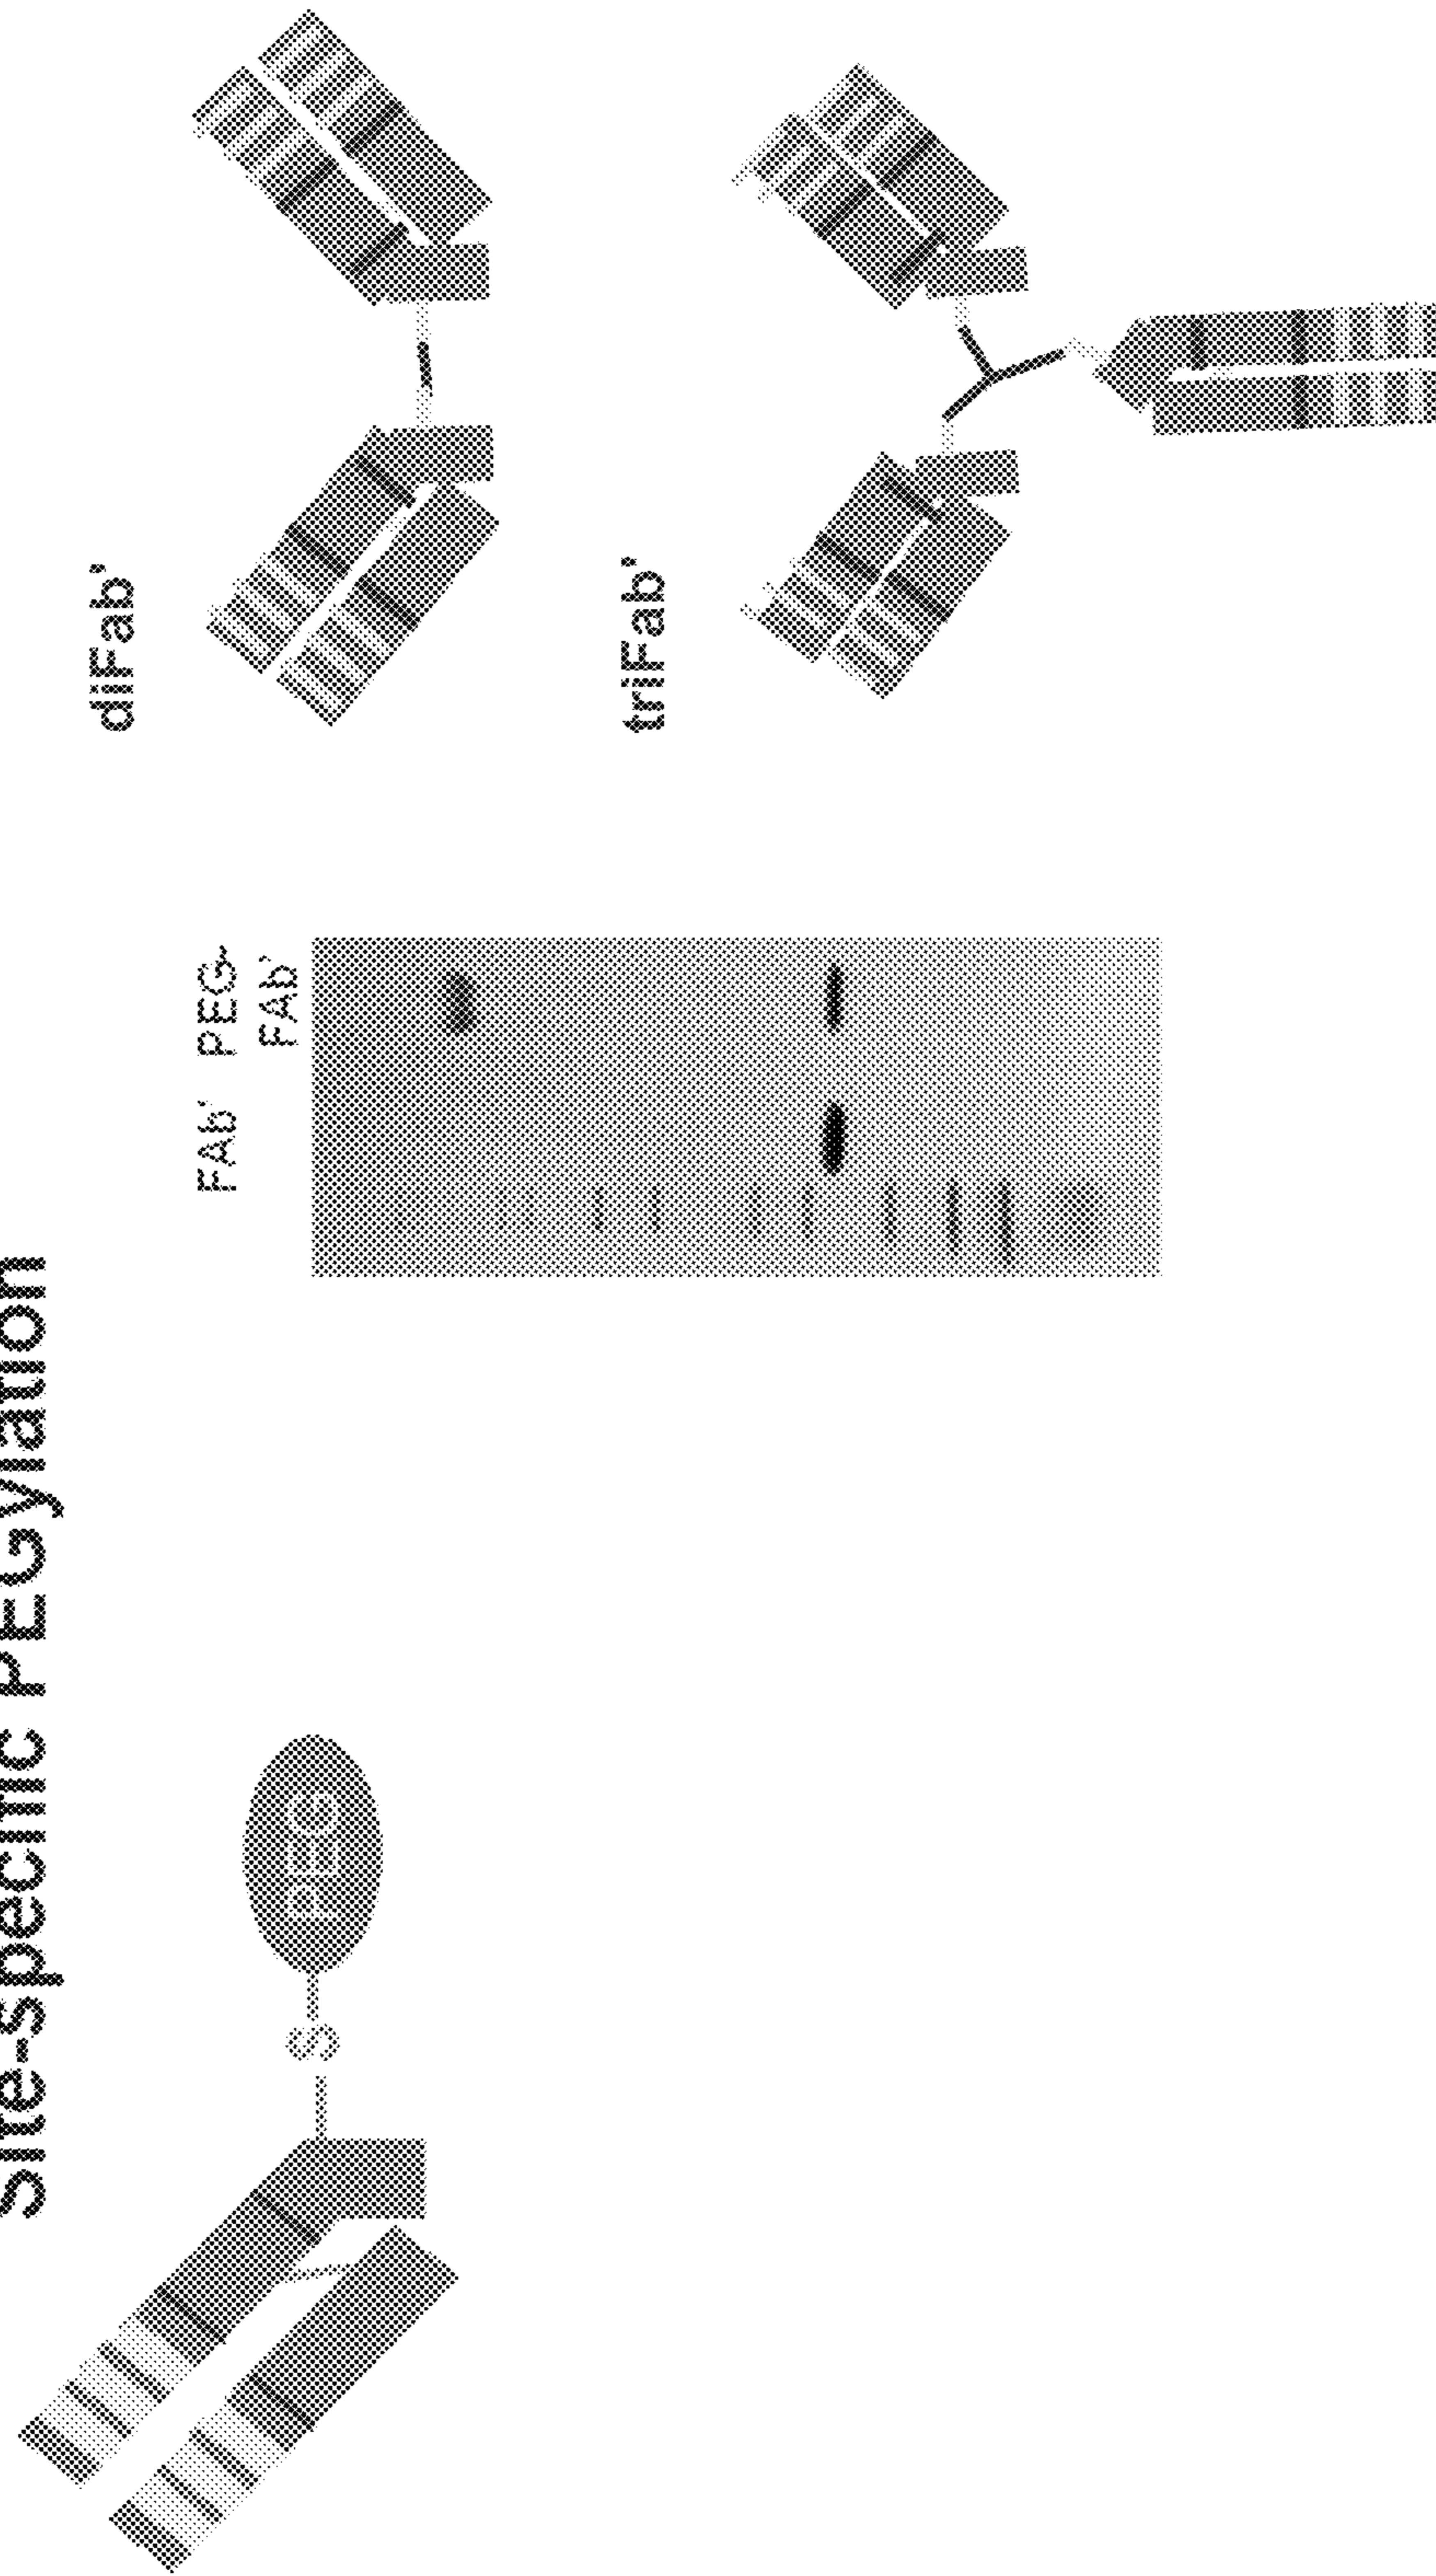 Site-specific PEGylation
S
PEG
FAb'
PEG-
FAb'
diFab'
triFab'